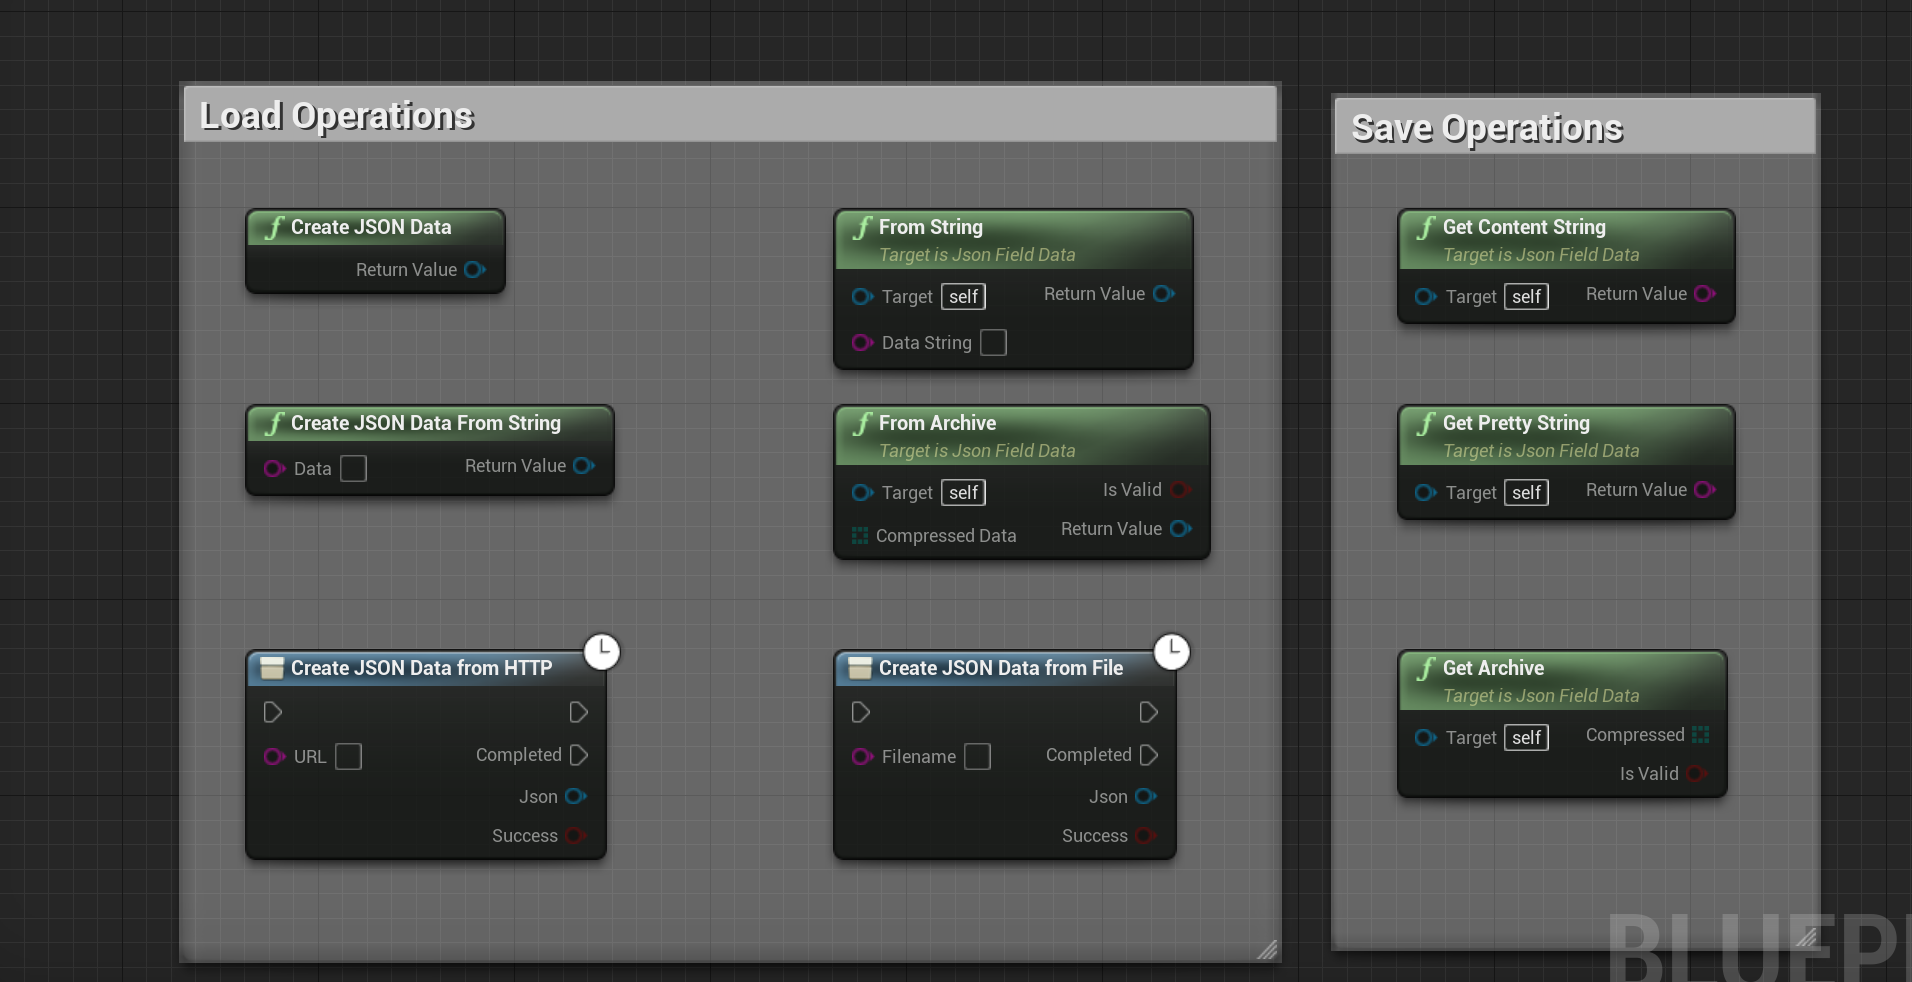 Load Operations
Create JSON Data
Return Value
From String
Target is Json Field Data
Target self Return Value
Data String
Create JSON Data From String
Data Return Value
From Archive
Target is Json Field Data
Target self Is Valid
Compressed Data Return Value
Create JSON Data from HTTP
URL Completed
Json
Success
Create JSON Data from File
Filename Completed
Json
Success
Save Operations
Get Content String
Target is Json Field Data
Target self Return Value
Get Pretty String
Target is Json Field Data
Target self Return Value
Get Archive
Target is Json Field Data
Target self Compressed
Is Valid
BLUEP